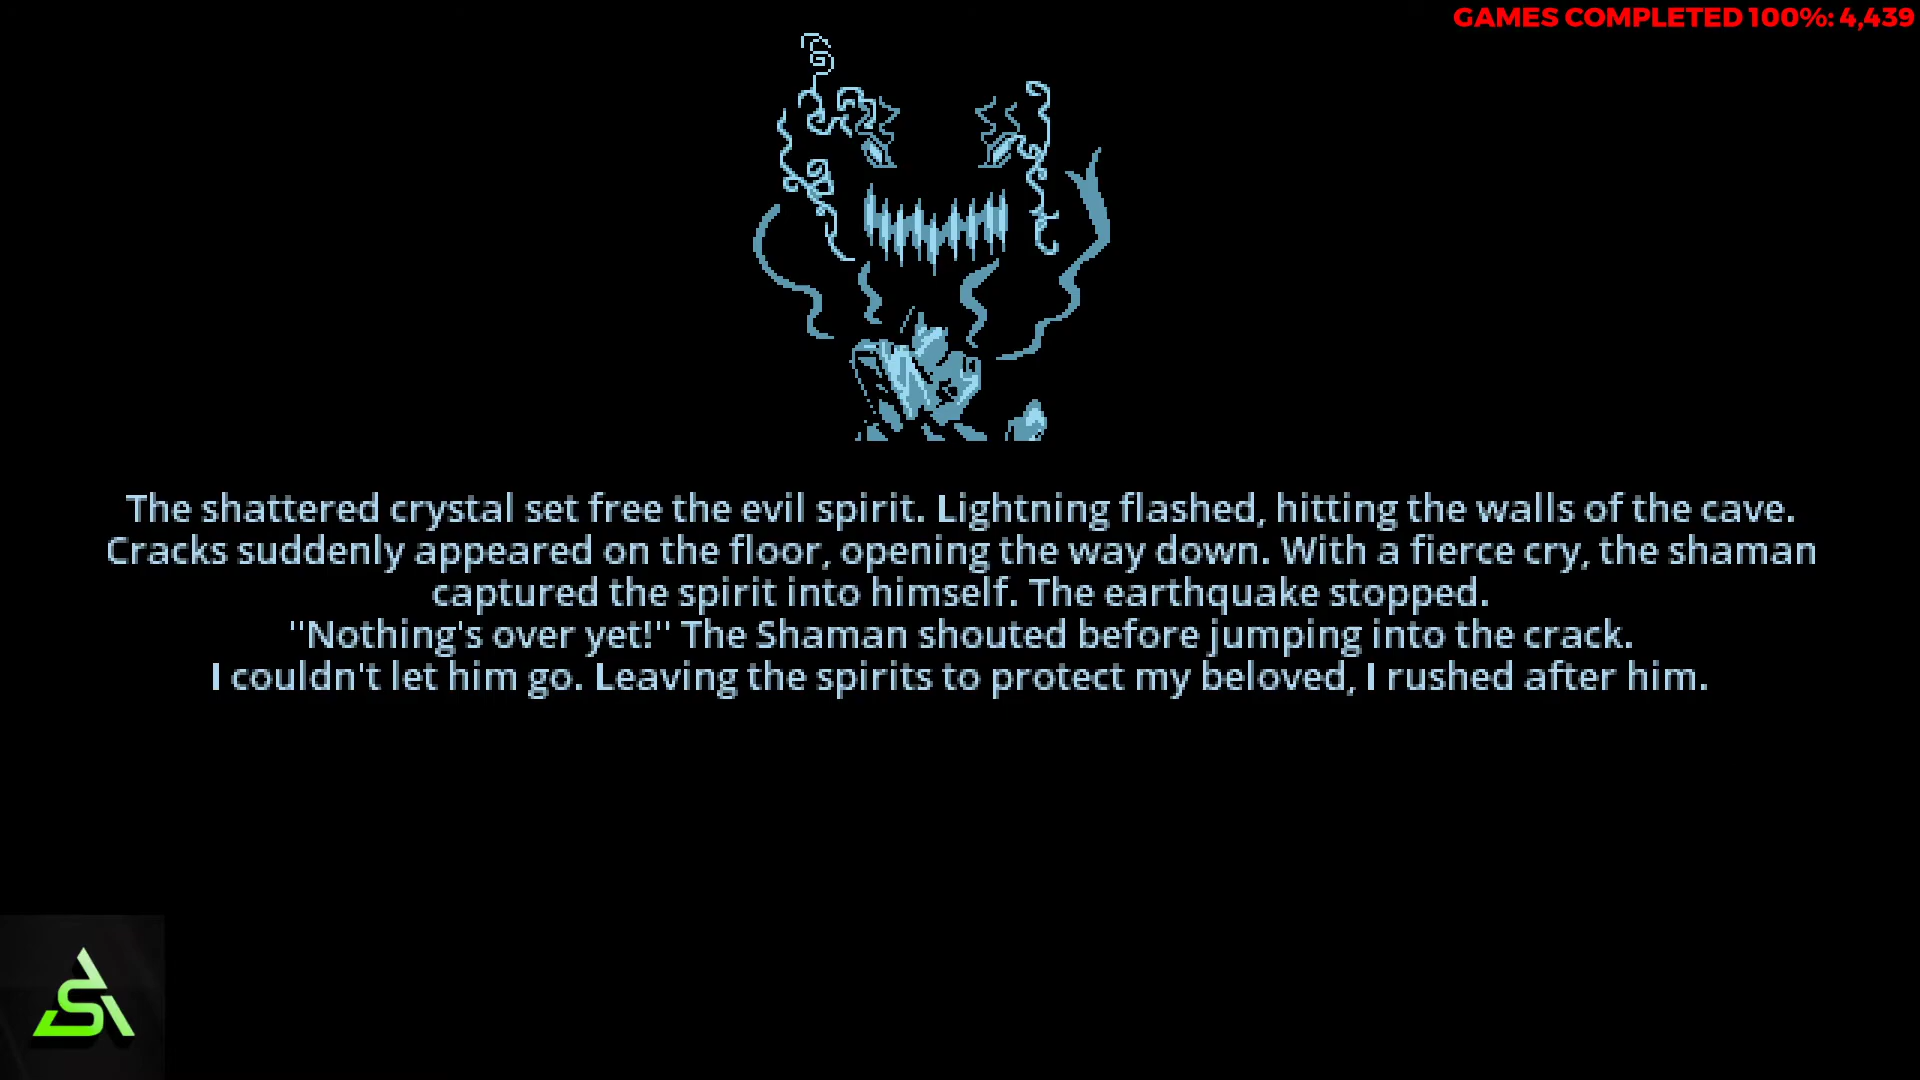 GAMES COMPLETED 100%: 4,439
The shattered crystal set free the evil spirit. Lightning flashed, hitting the walls of the cave.
Cracks suddenly appeared on the floor, opening the way down. With a fierce cry, the shaman
captured the spirit into himself. The earthquake stopped.
"Nothing's over yet!" The Shaman shouted before jumping into the crack.
I couldn't let him go. Leaving the spirits to protect my beloved, I rushed after him.